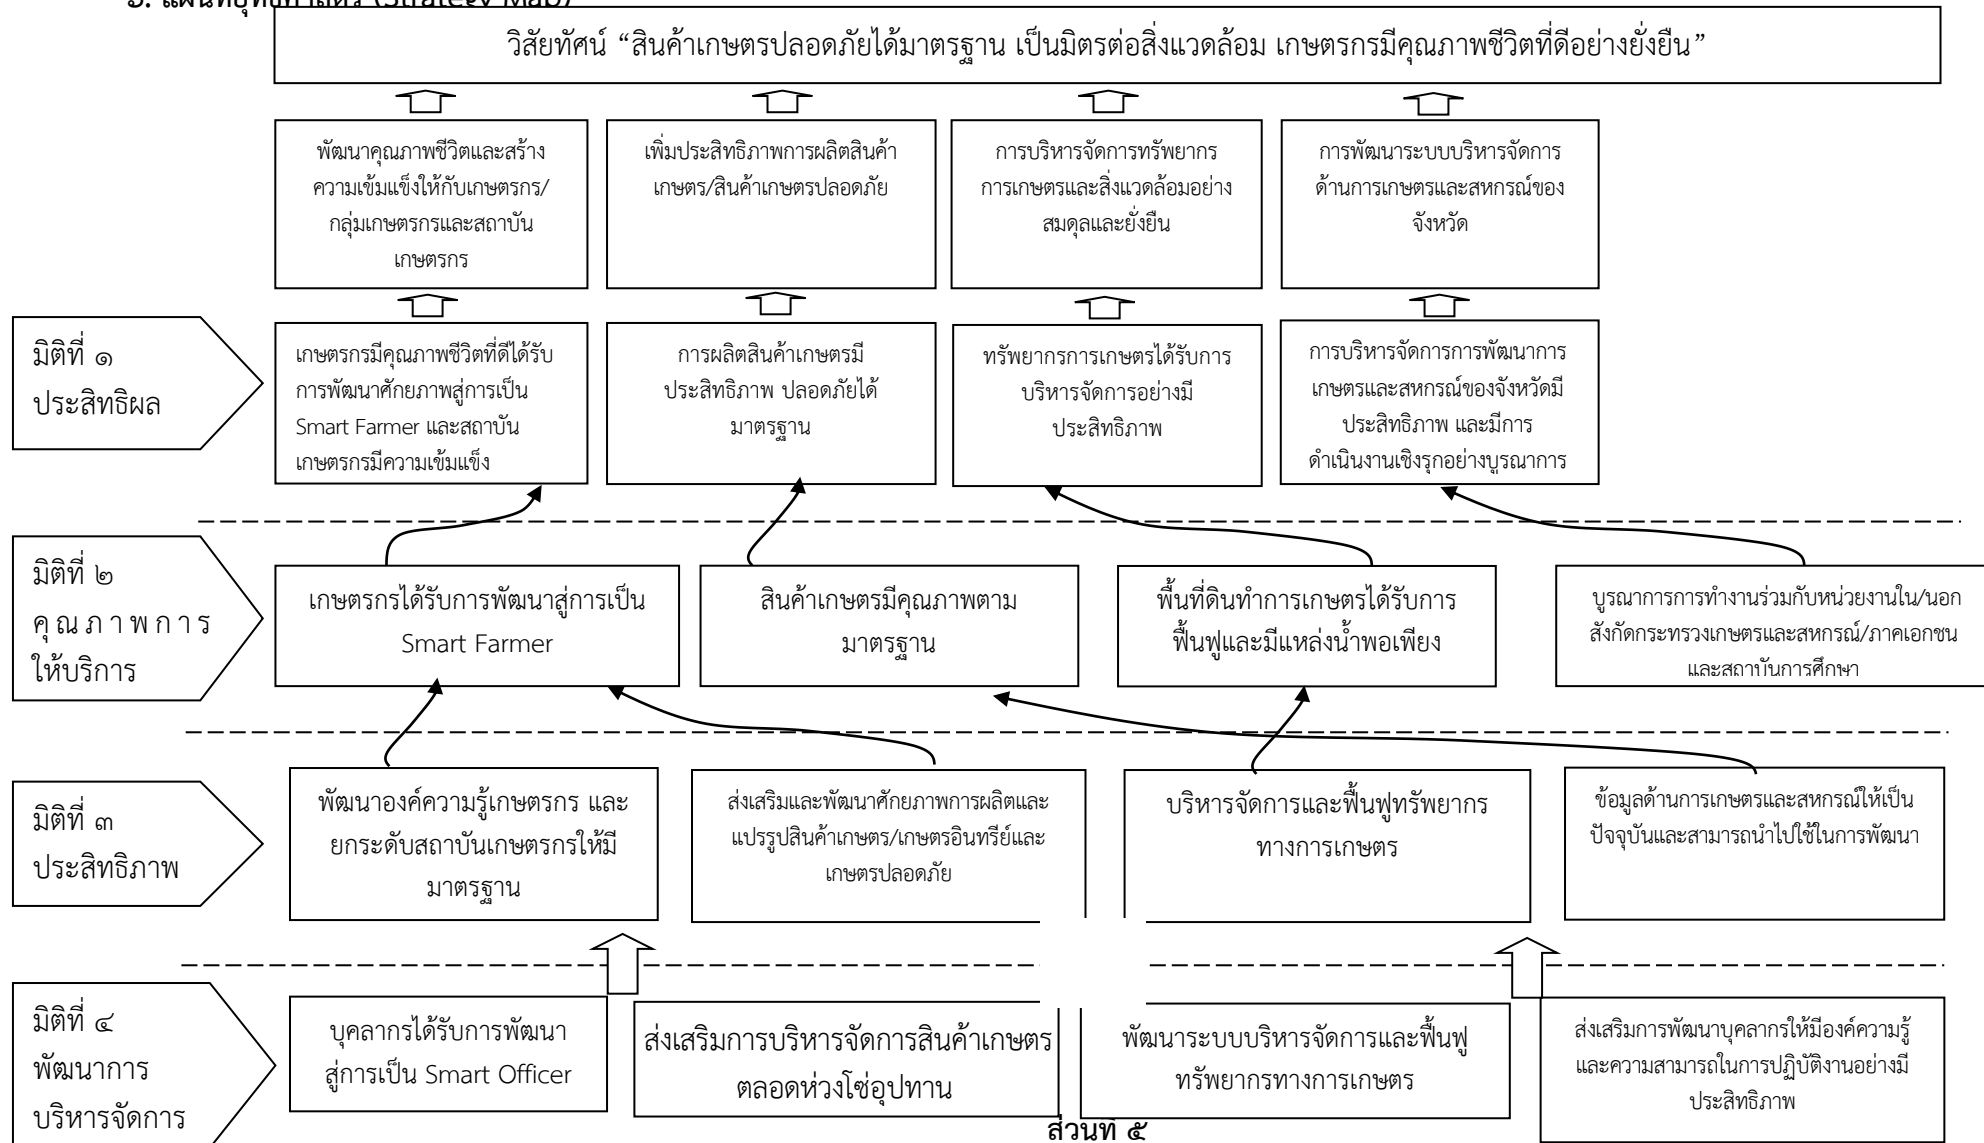 ๖. แผนที่ยุทธศาสตร์ (Strategy Map)
วิสัยทัศน์ “สินค้าเกษตรปลอดภัยได้มาตรฐาน เป็นมิตรต่อสิ่งแวดล้อม เกษตรกรมีคุณภาพชีวิตที่ดีอย่างยั่งยืน”
พัฒนาคุณภาพชีวิตและสร้าง
ความเข้มแข็งให้กับเกษตรกร/
กลุ่มเกษตรกรและสถาบัน
เกษตรกร
เพิ่มประสิทธิภาพการผลิตสินค้า
เกษตร/สินค้าเกษตรปลอดภัย
การบริหารจัดการทรัพยากร
การเกษตรและสิ่งแวดล้อมอย่าง
สมดุลและยั่งยืน
การพัฒนาระบบบริหารจัดการ
ด้านการเกษตรและสหกรณ์ของ
จังหวัด
มิติที่ ๑
ประสิทธิผล
เกษตรกรมีคุณภาพชีวิตที่ดีได้รับ
การพัฒนาศักยภาพสู่การเป็น
Smart Farmer และสถาบัน
เกษตรกรมีความเข้มแข็ง
การผลิตสินค้าเกษตรมี
ประสิทธิภาพ ปลอดภัยได้
มาตรฐาน
ทรัพยากรการเกษตรได้รับการ
บริหารจัดการอย่างมี
ประสิทธิภาพ
การบริหารจัดการการพัฒนาการ
เกษตรและสหกรณ์ของจังหวัดมี
ประสิทธิภาพ และมีการ
ดำเนินงานเชิงรุกอย่างบูรณาการ
มิติที่ ๒
คุณภาพการ
ให้บริการ
เกษตรกรได้รับการพัฒนาสู่การเป็น
Smart Farmer
สินค้าเกษตรมีคุณภาพตาม
มาตรฐาน
พื้นที่ดินทำการเกษตรได้รับการ
ฟื้นฟูและมีแหล่งน้ำพอเพียง
บูรณาการการทำงานร่วมกับหน่วยงานใน/นอก
สังกัดกระทรวงเกษตรและสหกรณ์/ภาคเอกชน
และสถาบันการศึกษา
มิติที่ ๓
ประสิทธิภาพ
พัฒนาองค์ความรู้เกษตรกร และ
ยกระดับสถาบันเกษตรกรให้มี
มาตรฐาน
ส่งเสริมและพัฒนาศักยภาพการผลิตและ
แปรรูปสินค้าเกษตร/เกษตรอินทรีย์และ
เกษตรปลอดภัย
บริหารจัดการและฟื้นฟูทรัพยากร
ทางการเกษตร
ข้อมูลด้านการเกษตรและสหกรณ์ให้เป็น
ปัจจุบันและสามารถนำไปใช้ในการพัฒนา
มิติที่ ๔
พัฒนาการ
บริหารจัดการ
บุคลากรได้รับการพัฒนา
สู่การเป็น Smart Officer
ส่งเสริมการบริหารจัดการสินค้าเกษตร
ตลอดห่วงโซ่อุปทาน
พัฒนาระบบบริหารจัดการและฟื้นฟู
ทรัพยากรทางการเกษตร
ส่งเสริมการพัฒนาบุคลากรให้มีองค์ความรู้
และความสามารถในการปฏิบัติงานอย่างมี
ประสิทธิภาพ
ส่วนที่ ๕